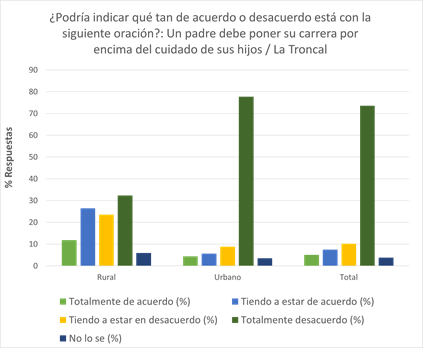 ¿Podría indicar qué tan de acuerdo o desacuerdo está con la
siguiente oración?: Un padre debe poner su carrera por
encima del cuidado de sus hijos / La Troncal
% Respuestas
90
80
70
60
50
40
30
20
10
0
Rural Urbano Total
Totalmente de acuerdo (%) Tiendo a estar de acuerdo (%)
Tiendo a estar en desacuerdo (%) Totalmente desacuerdo (%)
No lo se (%)